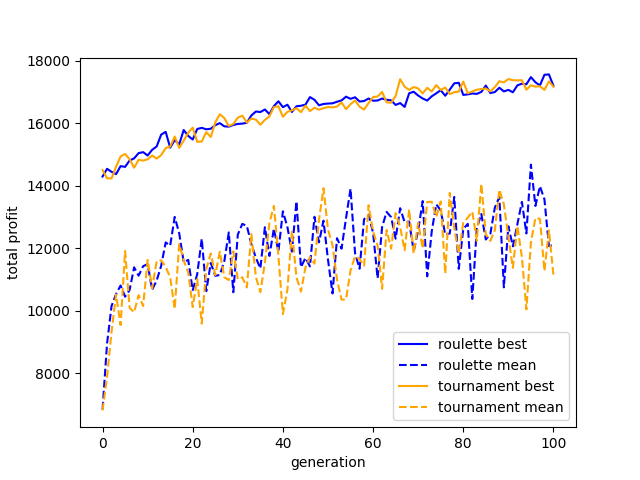 18000
16000
14000
12000
10000
8000
total profit
0 20 40 60 80 100
generation
roulette best
roulette mean
tournament best
tournament mean